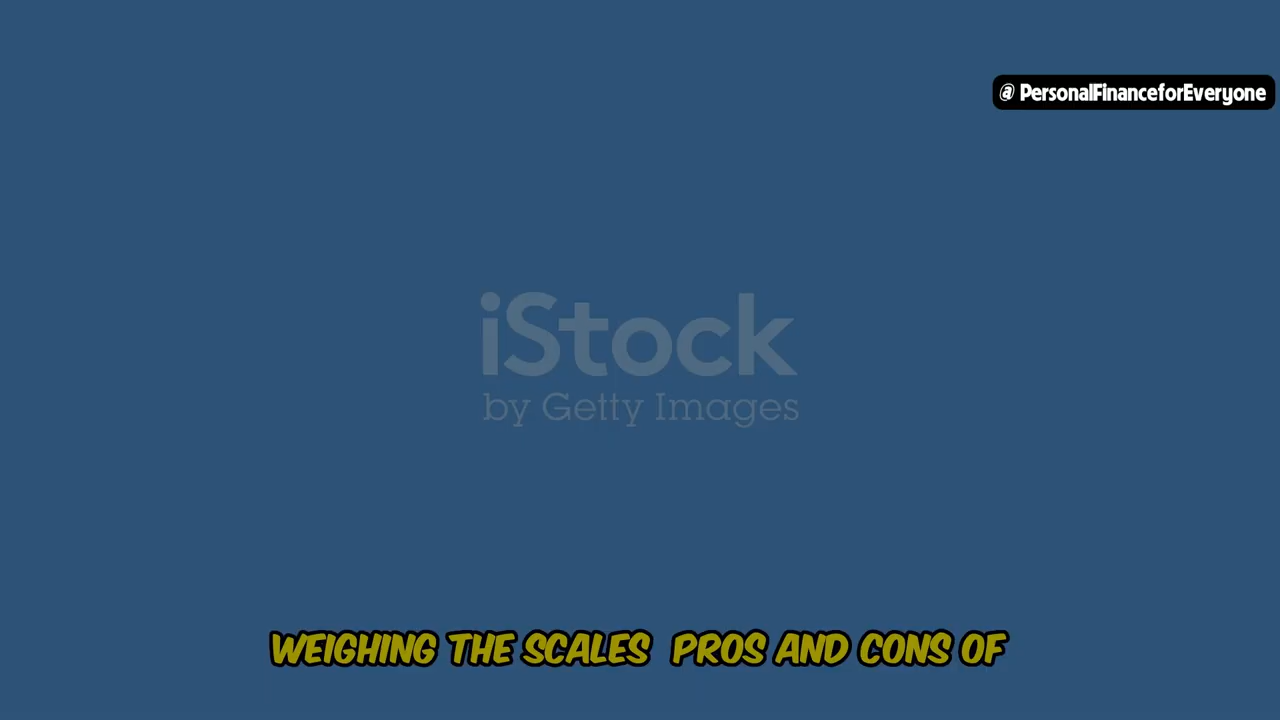 @ PersonalFinanceforEveryone
iStock
by Getty Images
WEIGHING THE SCALES PROS AND CONS OF